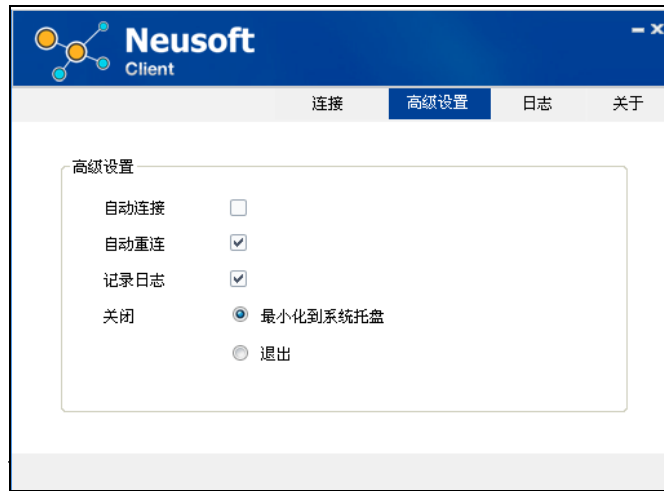 Neusoft
Client
连接 高级设置 日志 关于
高级设置
自动连接
自动重连
记录日志
关闭 最小化到系统托盘
退出